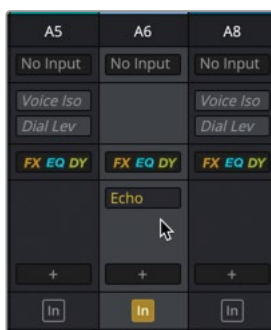 A5 A6 A8
No Input No Input No Input
Voice Iso Voice Iso
Dial Lev Dial Lev
FX EQ DY FX EQ DY FX EQ DY
Echo
+ + +
In In In